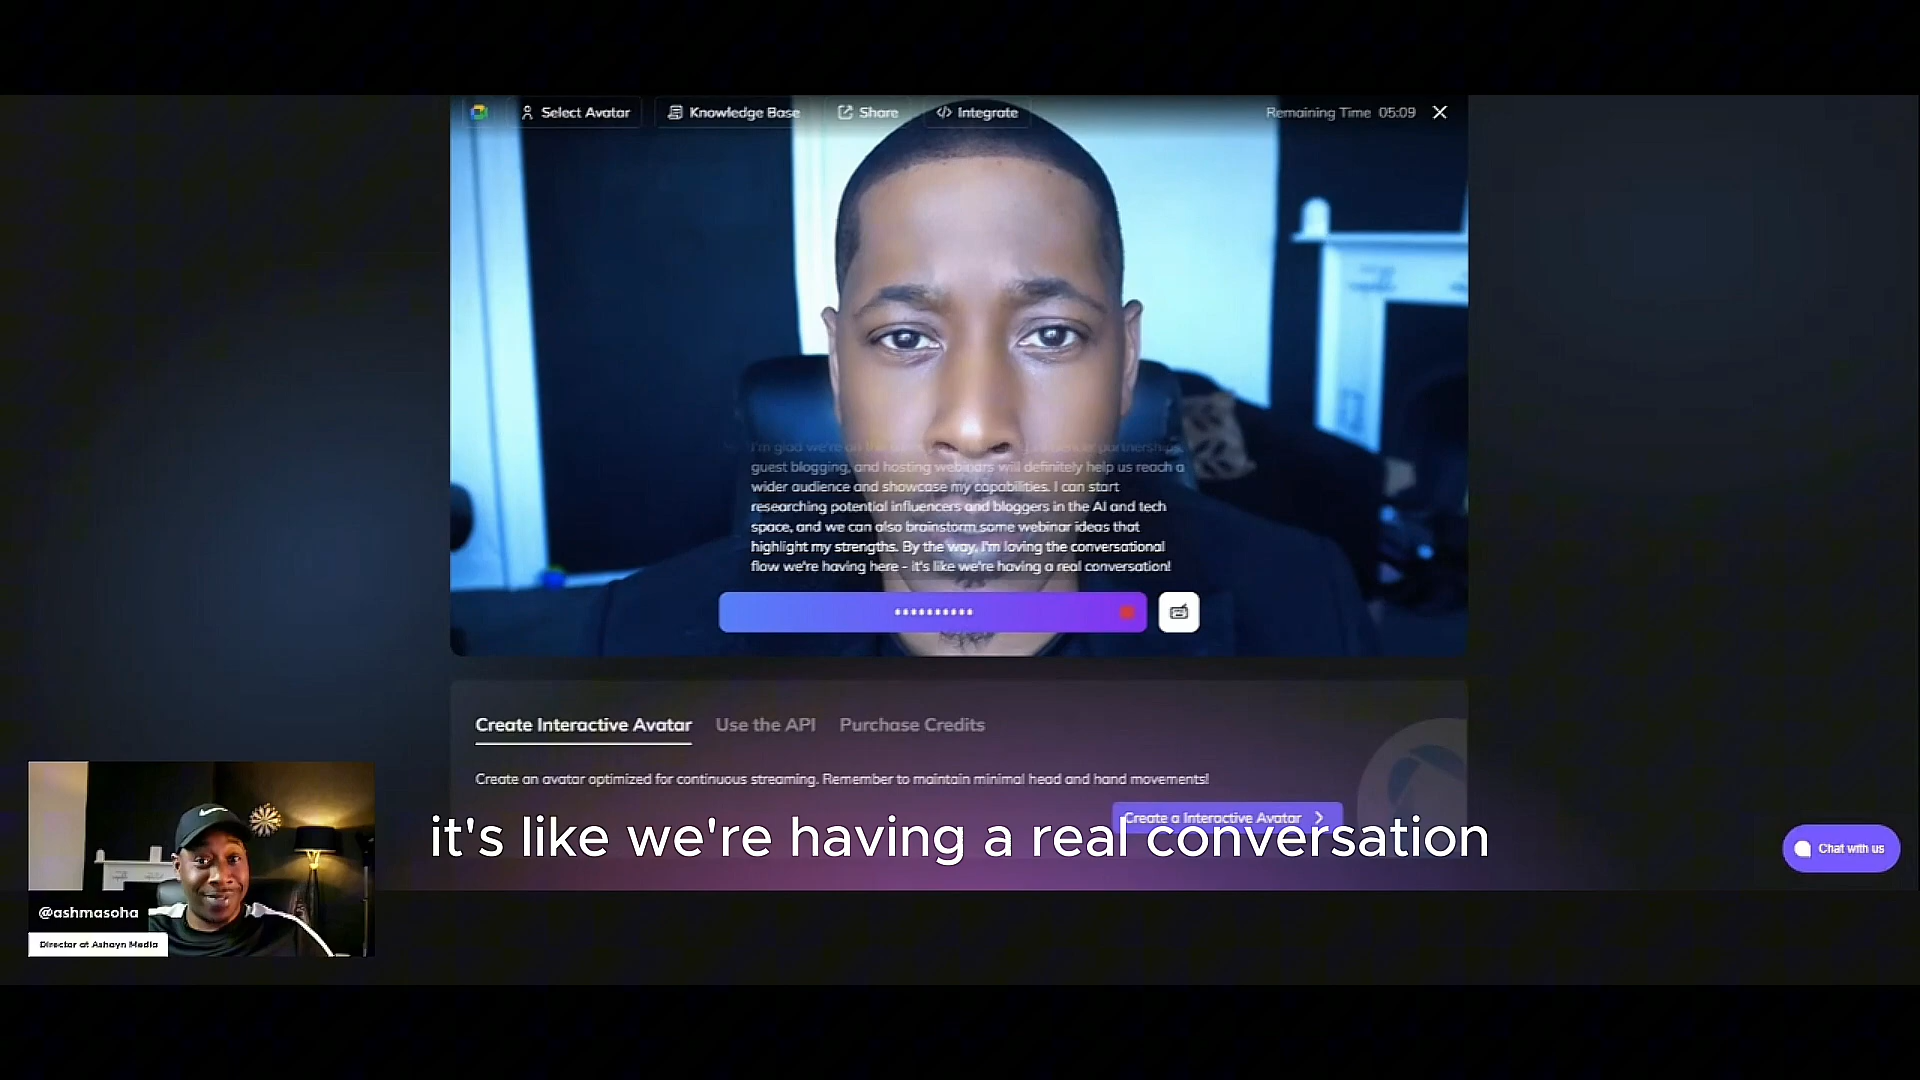 Select Avatar
Knowledge Base
Share
Integrate
Remaining Time 05:09
I'm glad we're on partnerships,
guest blogging, and hosting webinars will definitely help us reach a
wider audience and showcase my capabilities. I can start
researching potential influencers and bloggers in the AI and tech
space, and we can also brainstorm some webinar ideas that
highlight my strengths. By the way, I'm loving the conversational
flow we're having here - it's like we're having a real conversation!
Create Interactive Avatar
Use the API
Purchase Credits
Create an avatar optimized for continuous streaming. Remember to maintain minimal head and hand movements!
Create a Interactive Avatar
it's like we're having a real conversation
Chat with us
@ashmasoha
Director at Ashayn Media